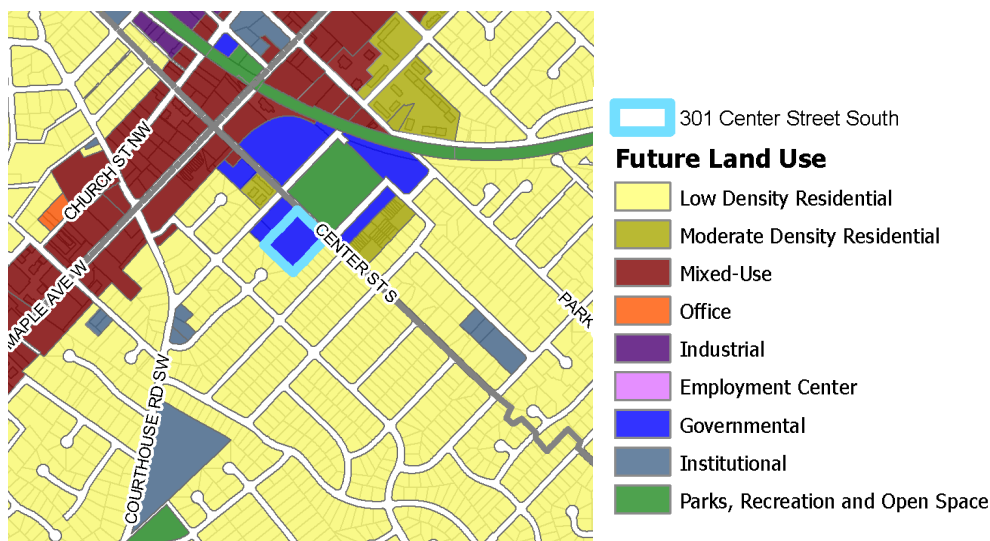 CHURCH ST NW
MAPLE AVE W
COURTHOUSE RD SW
CENTER ST S
PARK
301 Center Street South
Future Land Use
Low Density Residential
Moderate Density Residential
Mixed-Use
Office
Industrial
Employment Center
Governmental
Institutional
Parks, Recreation and Open Space